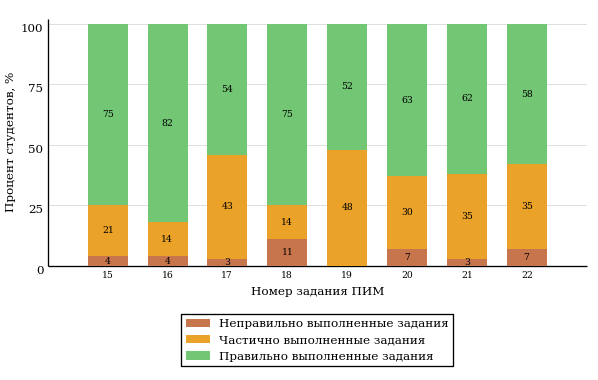 100
75
50
25
0
Процент студентов, %
75 82 54 75 52 63 62 58
21 14 43 14 48 30 35 35
4 4 3 11 7 3 7
15 16 17 18 19 20 21 22
Номер задания ПИМ
Неправильно выполненные задания
Частично выполненные задания
Правильно выполненные задания